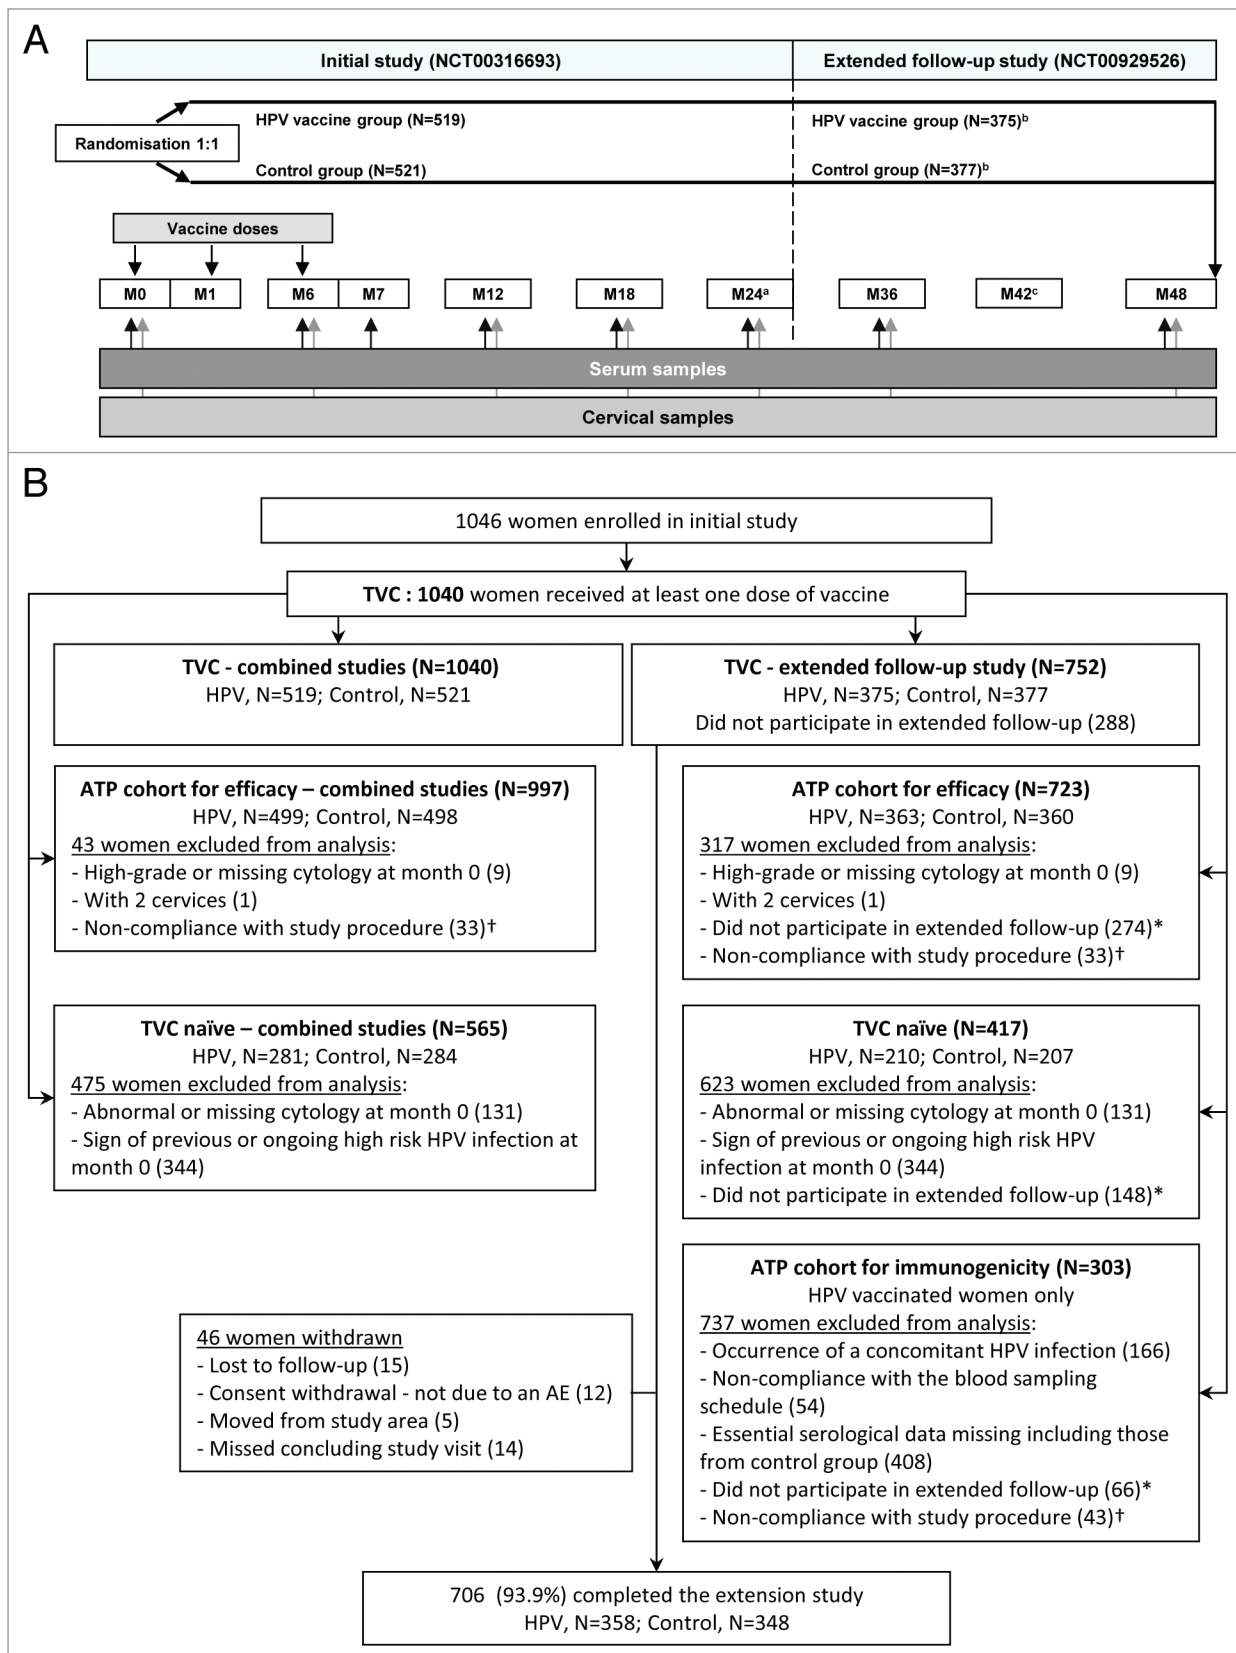 A
Initial study (NCT00316693)
Extended follow-up study (NCT00929526)
Randomisation 1:1
HPV vaccine group (N=519)
HPV vaccine group (N=375)ᵇ
Control group (N=521)
Control group (N=377)ᵇ
Vaccine doses
M0
M1
M6
M7
M12
M18
M24ᵃ
M36
M42ᶜ
M48
Serum samples
Cervical samples
B
1046 women enrolled in initial study
TVC : 1040 women received at least one dose of vaccine
TVC - combined studies (N=1040)
HPV, N=519; Control, N=521
TVC - extended follow-up study (N=752)
HPV, N=375; Control, N=377
Did not participate in extended follow-up (288)
ATP cohort for efficacy – combined studies (N=997)
HPV, N=499; Control, N=498
43 women excluded from analysis:
- High-grade or missing cytology at month 0 (9)
- With 2 cervices (1)
- Non-compliance with study procedure (33)†
ATP cohort for efficacy (N=723)
HPV, N=363; Control, N=360
317 women excluded from analysis:
- High-grade or missing cytology at month 0 (9)
- With 2 cervices (1)
- Did not participate in extended follow-up (274)*
- Non-compliance with study procedure (33)†
TVC naïve – combined studies (N=565)
HPV, N=281; Control, N=284
475 women excluded from analysis:
- Abnormal or missing cytology at month 0 (131)
- Sign of previous or ongoing high risk HPV infection at
month 0 (344)
TVC naïve (N=417)
HPV, N=210; Control, N=207
623 women excluded from analysis:
- Abnormal or missing cytology at month 0 (131)
- Sign of previous or ongoing high risk HPV
infection at month 0 (344)
- Did not participate in extended follow-up (148)*
ATP cohort for immunogenicity (N=303)
HPV vaccinated women only
737 women excluded from analysis:
- Occurrence of a concomitant HPV infection (166)
- Non-compliance with the blood sampling
schedule (54)
- Essential serological data missing including those
from control group (408)
- Did not participate in extended follow-up (66)*
- Non-compliance with study procedure (43)†
46 women withdrawn
- Lost to follow-up (15)
- Consent withdrawal - not due to an AE (12)
- Moved from study area (5)
- Missed concluding study visit (14)
706 (93.9%) completed the extension study
HPV, N=358; Control, N=348